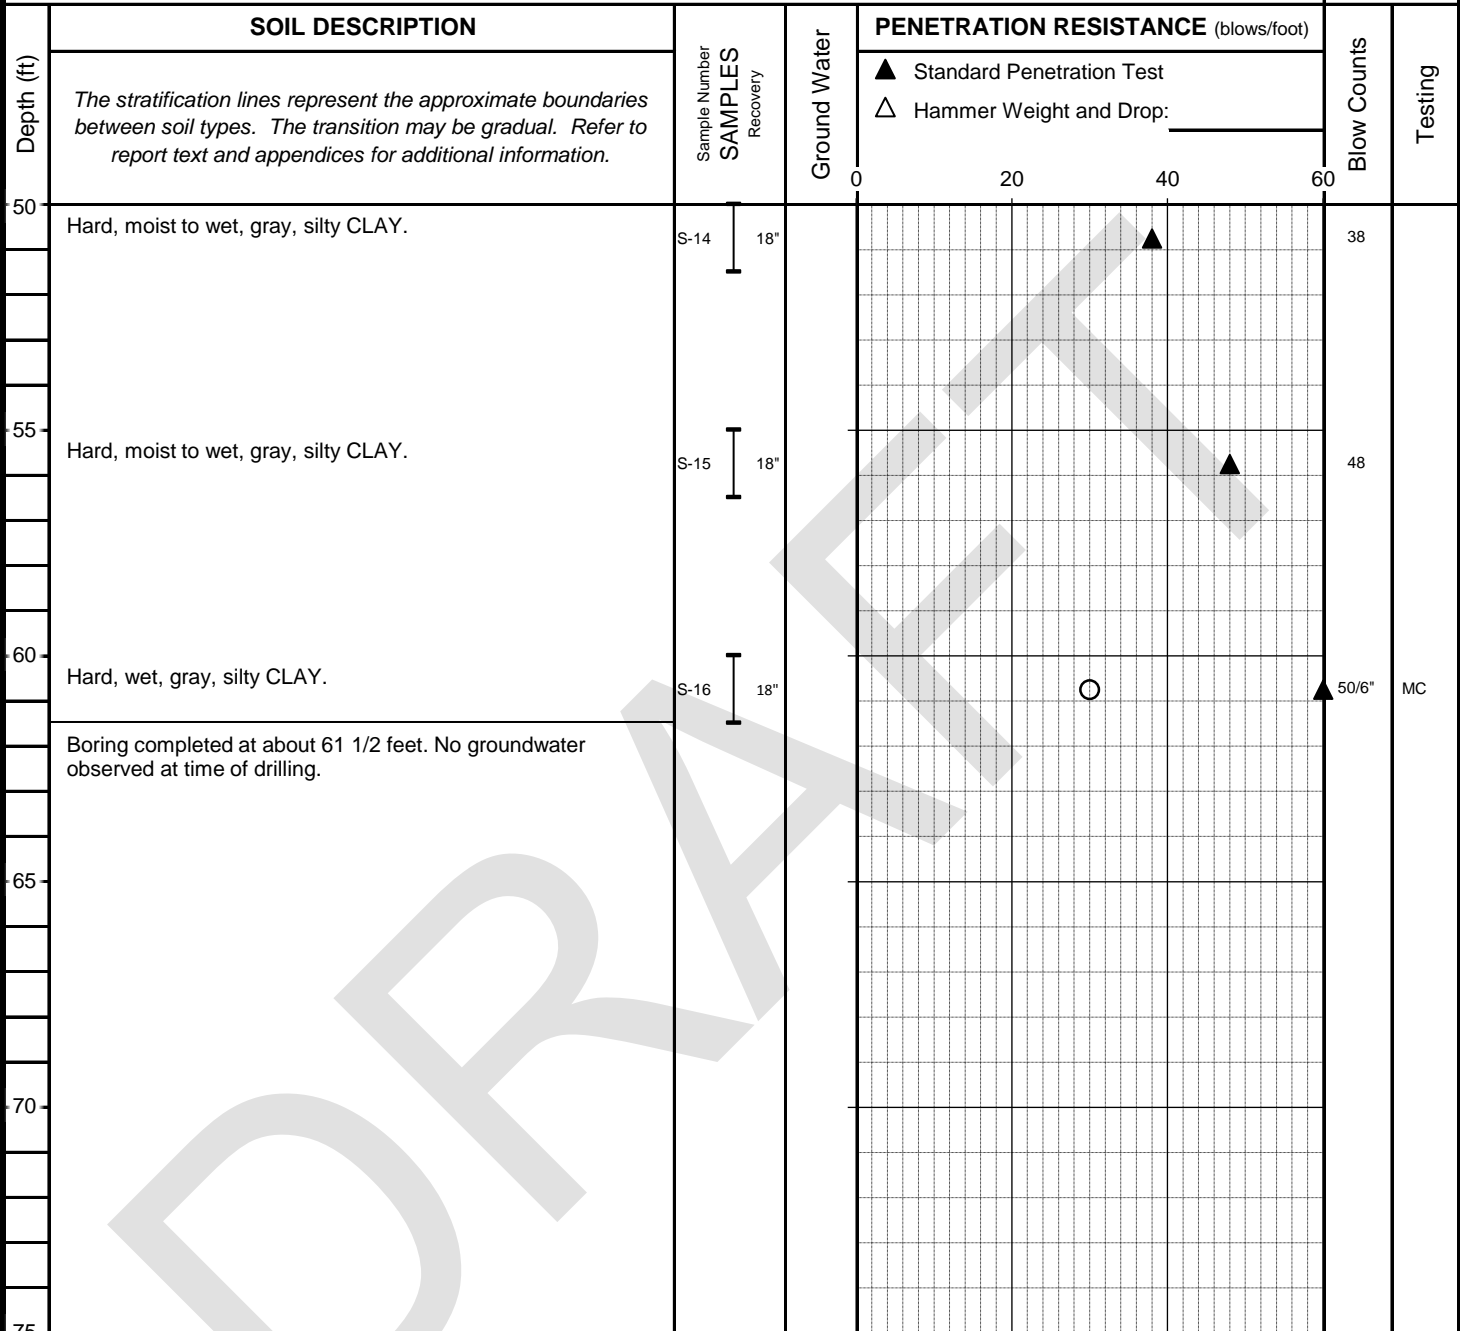 SOIL DESCRIPTION
PENETRATION RESISTANCE (blows/foot)
Depth (ft)
The stratification lines represent the approximate boundaries
between soil types. The transition may be gradual. Refer to
report text and appendices for additional information.
Sample Number
SAMPLES
Recovery
Ground Water
▲ Standard Penetration Test
△ Hammer Weight and Drop:
0 20 40 60
Blow Counts
Testing
50
Hard, moist to wet, gray, silty CLAY.
S-14 18" 38
55
Hard, moist to wet, gray, silty CLAY.
S-15 18" 48
60
Hard, wet, gray, silty CLAY.
S-16 18" 50/6" MC
Boring completed at about 61 1/2 feet. No groundwater
observed at time of drilling.
65
70
75
DRAFT